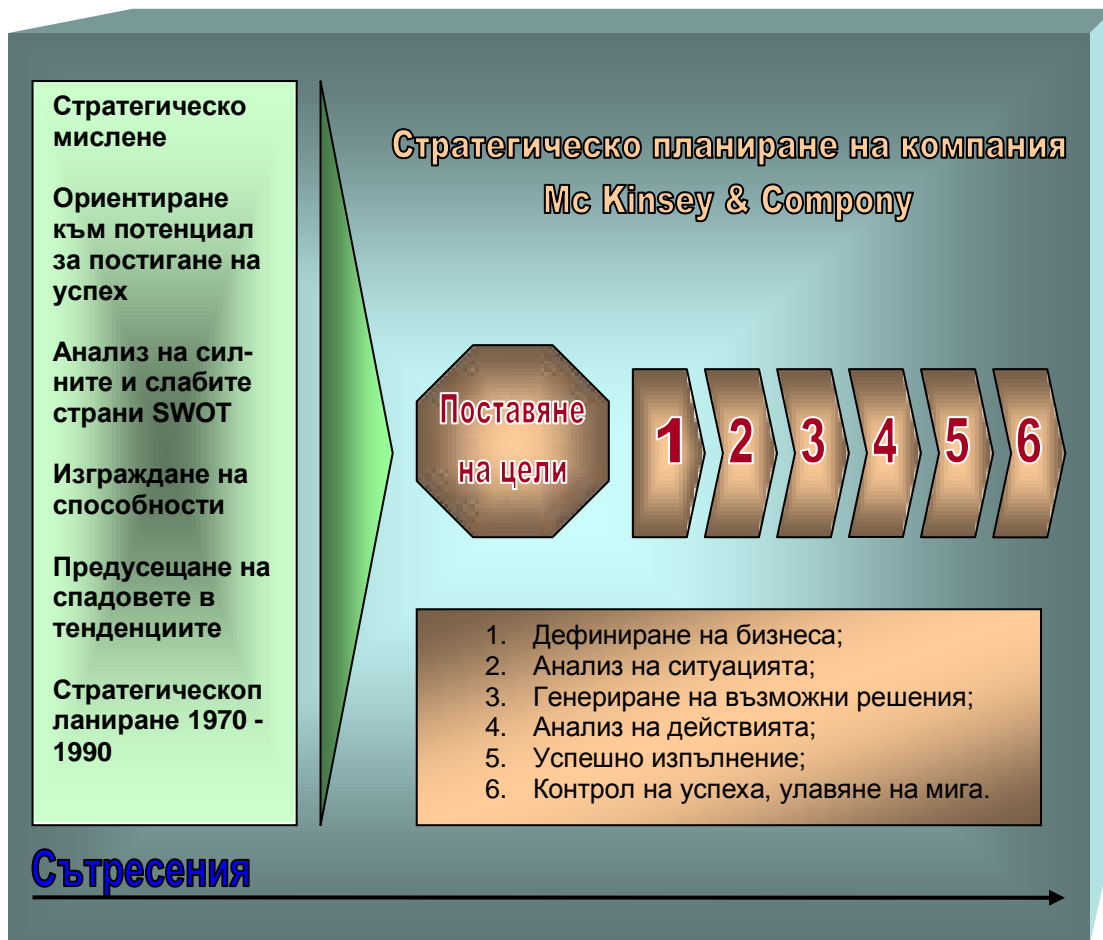 Стратегическо
мислене
Ориентиране
към потенциал
за постигане на
успех
Анализ на сил-
ните и слабите
страни SWOT
Изграждане на
способности
Предусещане на
спадовете в
тенденциите
Стратегическоп
ланиране 1970 -
1990
Стратегическо планиране на компания
Mc Kinsey & Compony
Поставяне
на цели
1 2 3 4 5 6
1. Дефиниране на бизнеса;
2. Анализ на ситуацията;
3. Генериране на възможни решения;
4. Анализ на действията;
5. Успешно изпълнение;
6. Контрол на успеха, улавяне на мига.
Сътресения